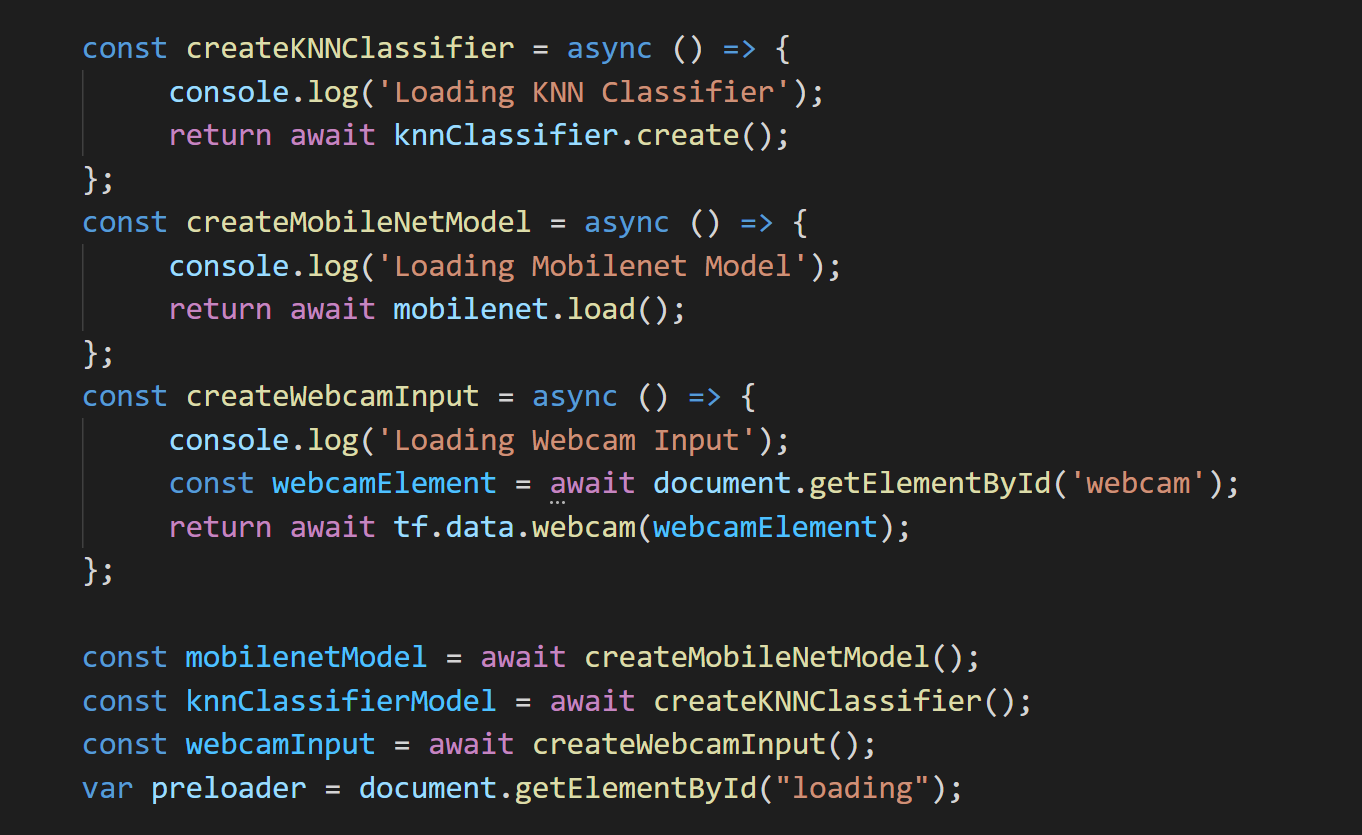 const createKNNClassifier = async () => {
console.log('Loading KNN Classifier');
return await knnClassifier.create();
};
const createMobileNetModel = async () => {
console.log('Loading Mobilenet Model');
return await mobilenet.load();
};
const createWebcamInput = async () => {
console.log('Loading Webcam Input');
const webcamElement = await document.getElementById('webcam');
return await tf.data.webcam(webcamElement);
};
const mobilenetModel = await createMobileNetModel();
const knnClassifierModel = await createKNNClassifier();
const webcamInput = await createWebcamInput();
var preloader = document.getElementById("loading");